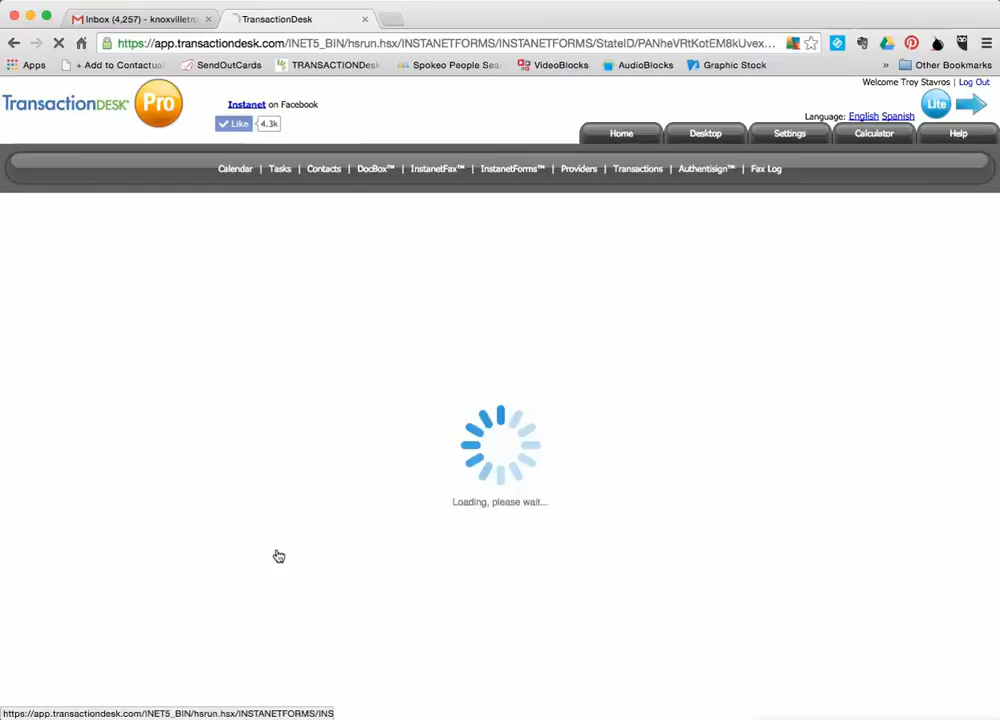 Inbox (4,257) - knoxvilletro
TransactionDesk
https://app.transactiondesk.com/INET5_BIN/hsrun.hsx/INSTANETFORMS/INSTANETFORMS/StateID/PANheVRtKotEM8kUvex...
Apps + Add to Contactual SendOutCards TRANSACTIONDesk Spokeo People Sea VideoBlocks AudioBlocks Graphic Stock » Other Bookmarks
Welcome Troy Stavros | Log Out
TransactionDESK Pro
Instanet on Facebook
Like 4.3k
Lite
Language: English Spanish
Home Desktop Settings Calculator Help
Calendar | Tasks | Contacts | DocBox™ | InstanetFax™ | InstanetForms™ | Providers | Transactions | Authentisign™ | Fax Log
Loading, please wait...
https://app.transactiondesk.com/INET5_BIN/hsrun.hsx/INSTANETFORMS/INS